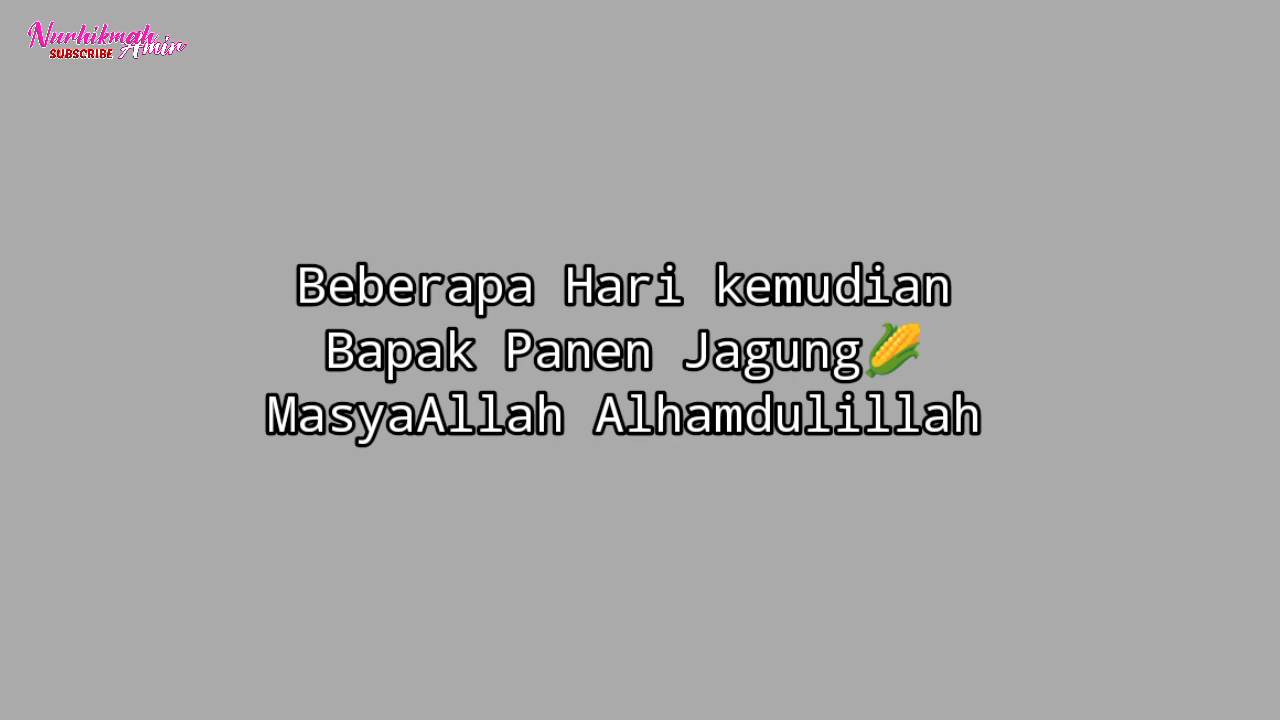 Nurhikmah
SUBSCRIBE Amir
Beberapa Hari kemudian
Bapak Panen Jagung🌽
MasyaAllah Alhamdulillah